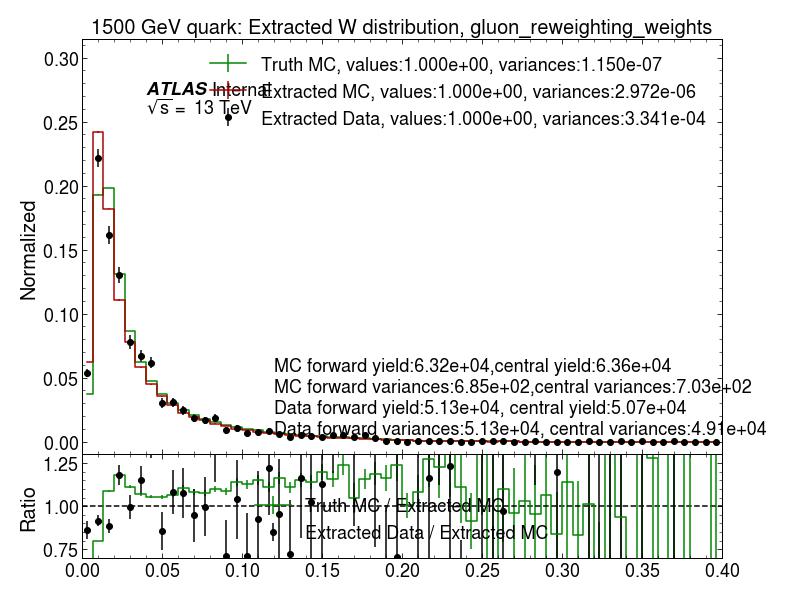 1500 GeV quark: Extracted W distribution, gluon_reweighting_weights
Truth MC, values:1.000e+00, variances:1.150e-07
ATLAS Internal
Extracted MC, values:1.000e+00, variances:2.972e-06
√s = 13 TeV
Extracted Data, values:1.000e+00, variances:3.341e-04
Normalized
0.30
0.25
0.20
0.15
0.10
0.05
0.00
MC forward yield:6.32e+04,central yield:6.36e+04
MC forward variances:6.85e+02,central variances:7.03e+02
Data forward yield:5.13e+04, central yield:5.07e+04
Data forward variances:5.13e+04, central variances:4.91e+04
Ratio
1.25
1.00
0.75
Truth MC / Extracted MC
Extracted Data / Extracted MC
0.00 0.05 0.10 0.15 0.20 0.25 0.30 0.35 0.40